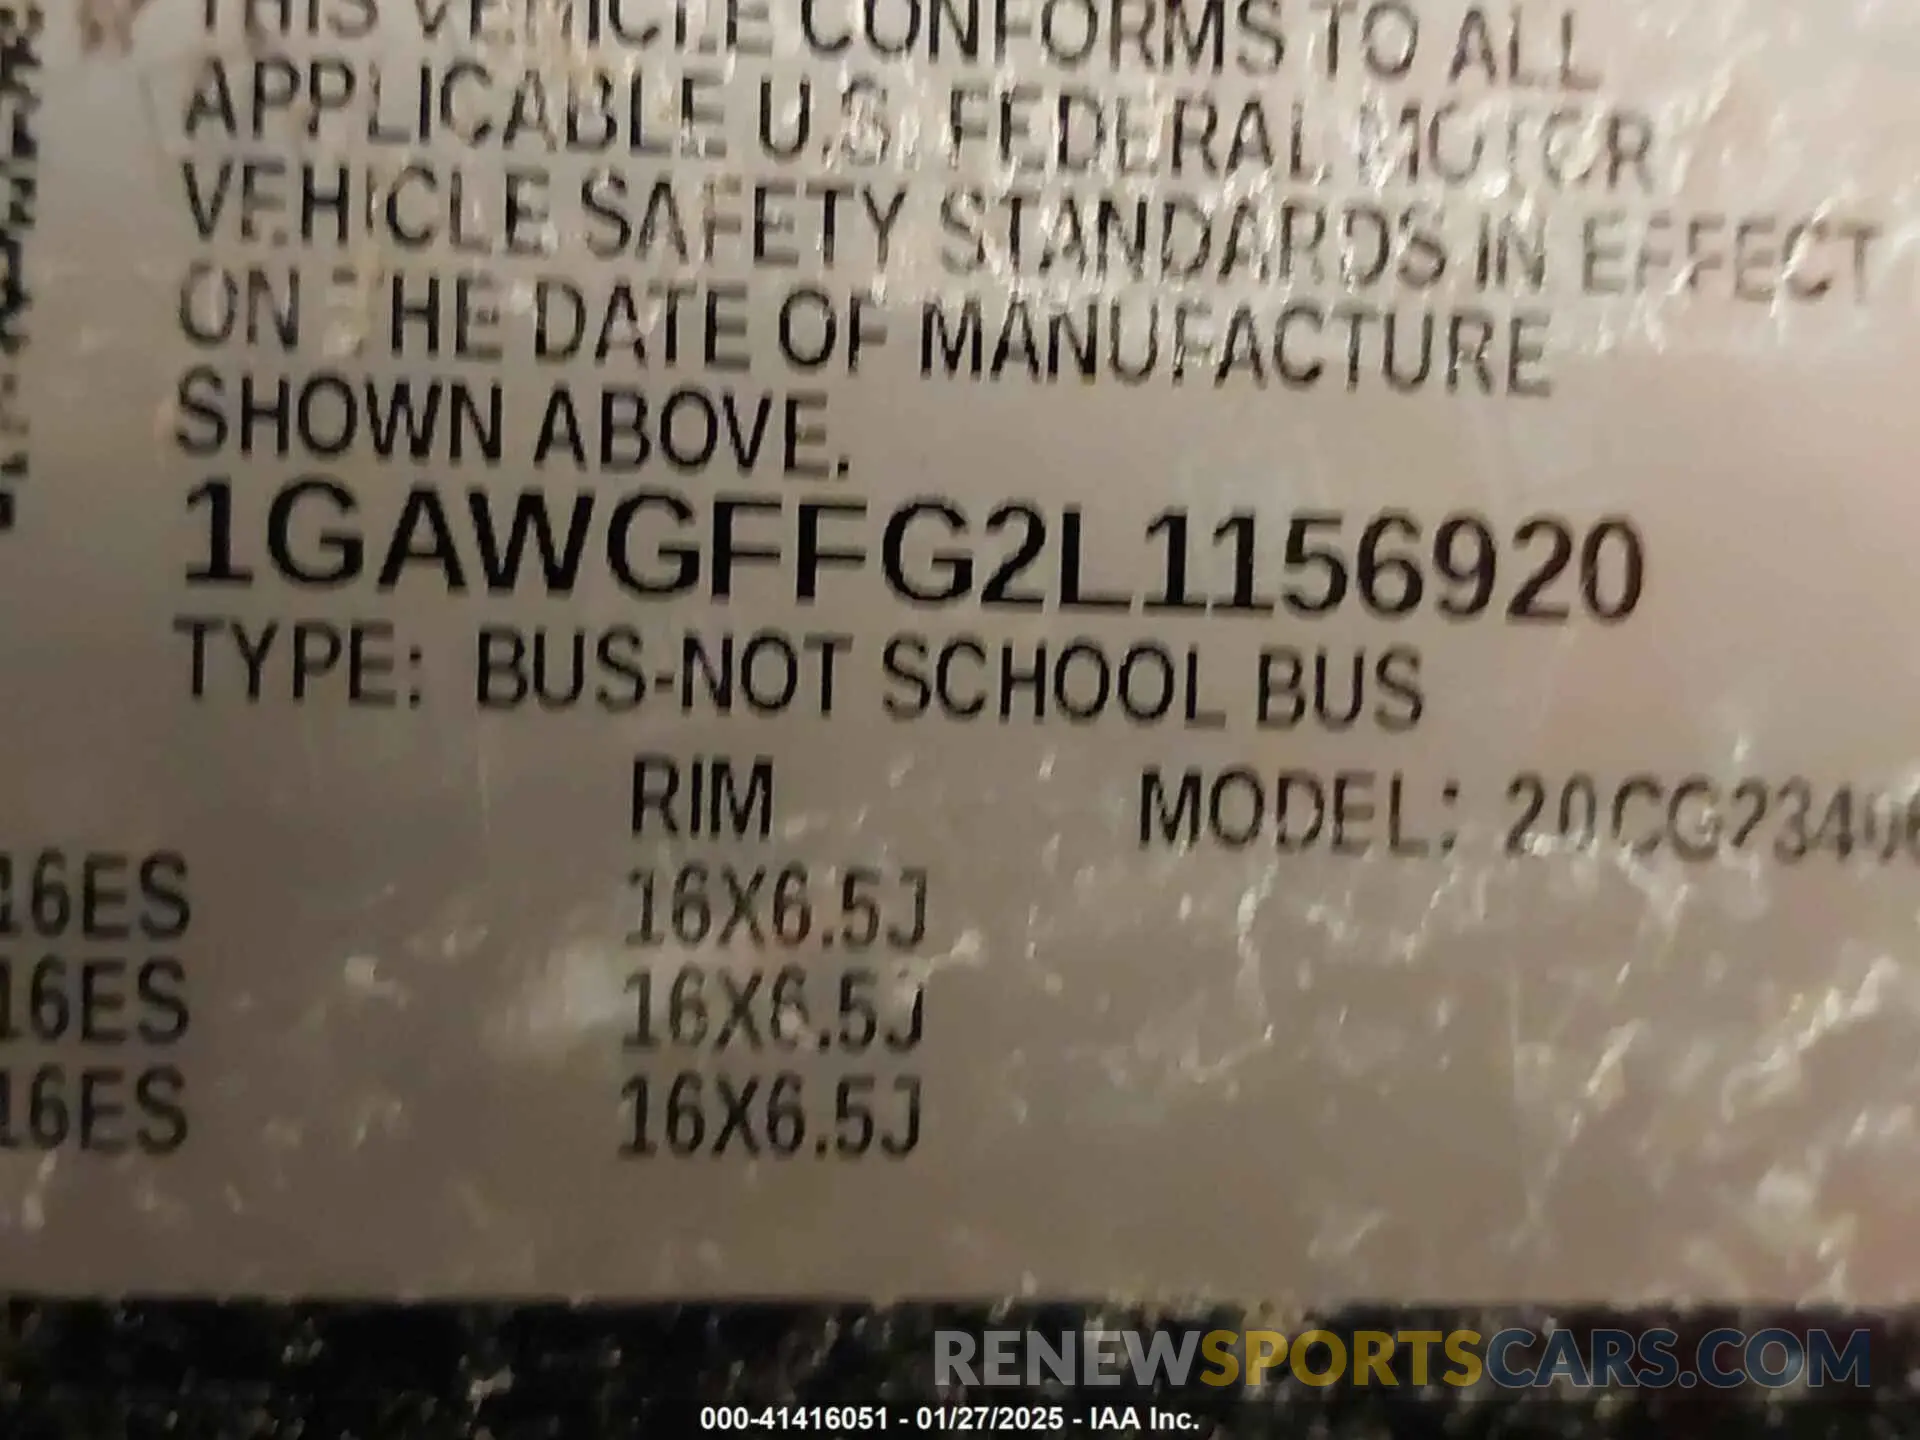 THIS VEHICLE CONFORMS TO ALL
APPLICABLE U.S. FEDERAL MOTOR
VEHICLE SAFETY STANDARDS IN EFFECT
ON THE DATE OF MANUFACTURE
SHOWN ABOVE.
1GAWGFFG2L1156920
TYPE: BUS-NOT SCHOOL BUS
RIM MODEL: 20CG23406
16ES 16X6.5J
16ES 16X6.5J
16ES 16X6.5J
RENEWSPORTSCARS.COM
000-41416051 - 01/27/2025 - IAA Inc.